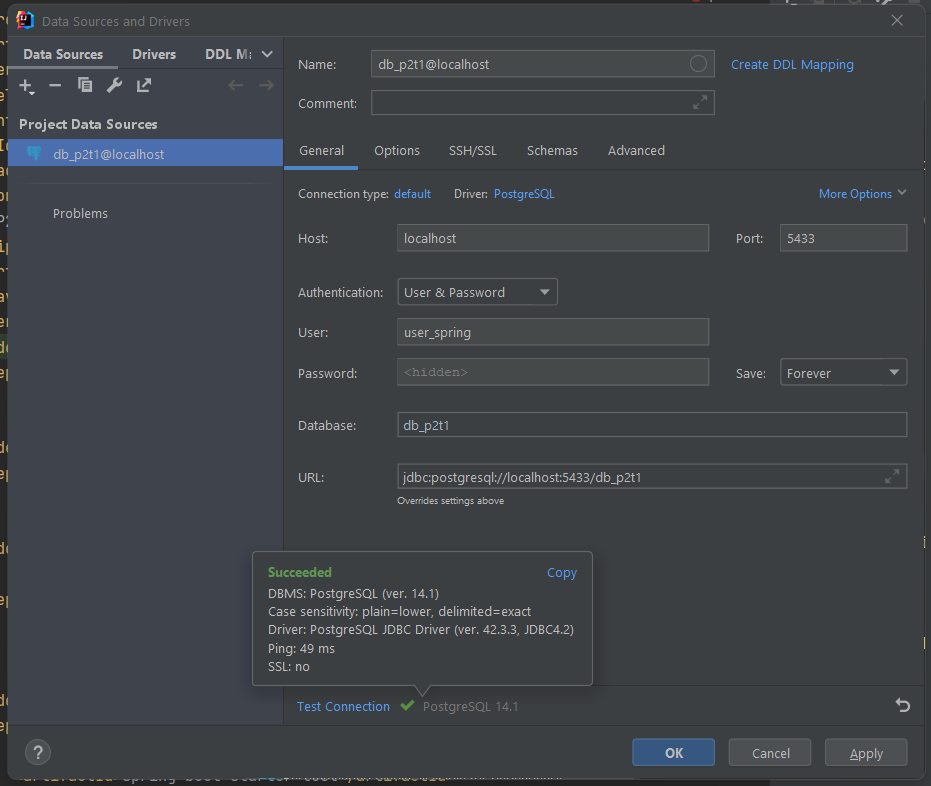 Data Sources and Drivers
Data Sources Drivers DDL Ma
Project Data Sources
db_p2t1@localhost
Problems
Name: db_p2t1@localhost Create DDL Mapping
Comment:
General Options SSH/SSL Schemas Advanced
Connection type: default Driver: PostgreSQL More Options
Host: localhost Port: 5433
Authentication: User & Password
User: user_spring
Password: <hidden> Save: Forever
Database: db_p2t1
URL: jdbc:postgresql://localhost:5433/db_p2t1
Overrides settings above
Succeeded Copy
DBMS: PostgreSQL (ver. 14.1)
Case sensitivity: plain=lower, delimited=exact
Driver: PostgreSQL JDBC Driver (ver. 42.3.3, JDBC4.2)
Ping: 49 ms
SSL: no
Test Connection PostgreSQL 14.1
? OK Cancel Apply